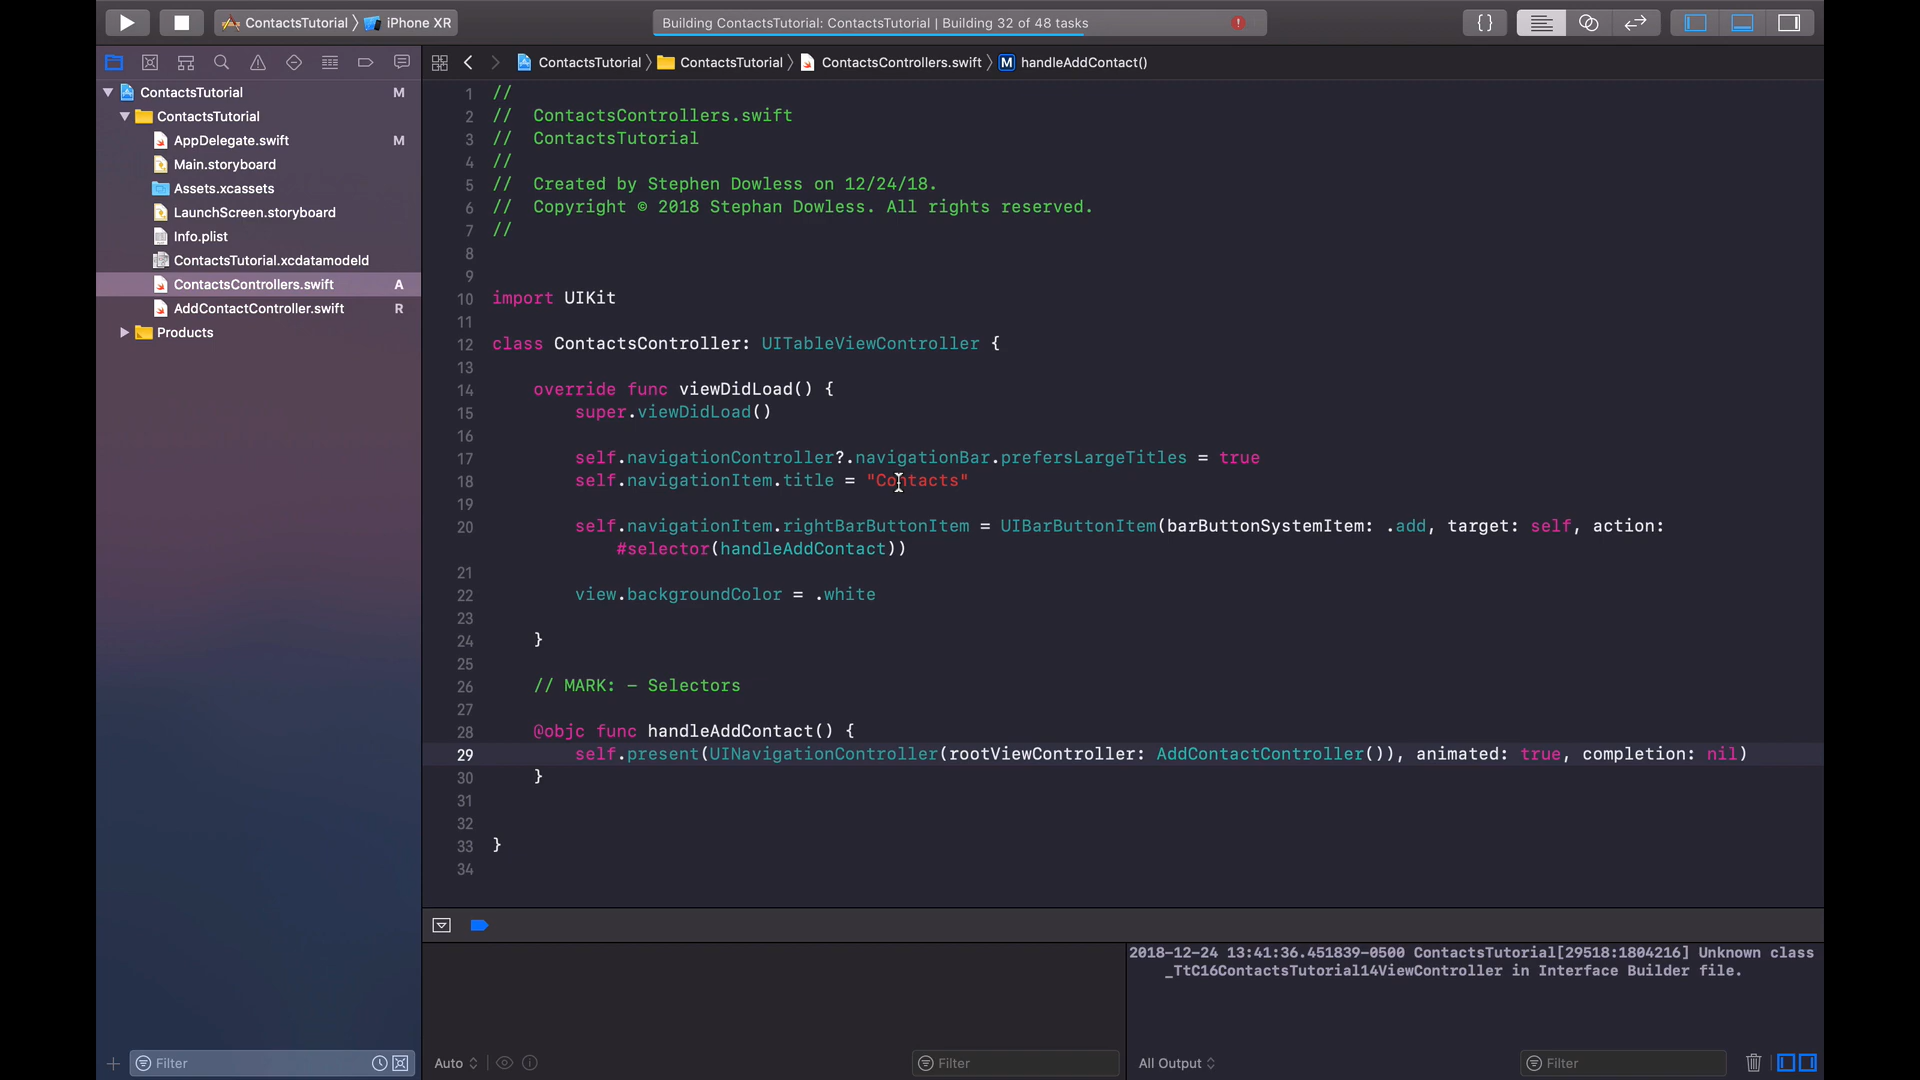 ContactsTutorial iPhone XR
Building ContactsTutorial: ContactsTutorial | Building 32 of 48 tasks
ContactsTutorial ContactsTutorial ContactsControllers.swift M handleAddContact()
ContactsTutorial M
ContactsTutorial
AppDelegate.swift M
Main.storyboard
Assets.xcassets
LaunchScreen.storyboard
Info.plist
ContactsTutorial.xcdatamodeld
ContactsControllers.swift A
AddContactController.swift R
Products
Filter
1 //
2 //  ContactsControllers.swift
3 //  ContactsTutorial
4 //
5 //  Created by Stephen Dowless on 12/24/18.
6 //  Copyright © 2018 Stephan Dowless. All rights reserved.
7 //
8
9
10 import UIKit
11
12 class ContactsController: UITableViewController {
13
14     override func viewDidLoad() {
15         super.viewDidLoad()
16
17         self.navigationController?.navigationBar.prefersLargeTitles = true
18         self.navigationItem.title = "Contacts"
19
20         self.navigationItem.rightBarButtonItem = UIBarButtonItem(barButtonSystemItem: .add, target: self, action:
            #selector(handleAddContact))
21
22         view.backgroundColor = .white
23
24     }
25
26     // MARK: - Selectors
27
28     @objc func handleAddContact() {
29         self.present(UINavigationController(rootViewController: AddContactController()), animated: true, completion: nil)
30     }
31
32
33 }
34
2018-12-24 13:41:36.451839-0500 ContactsTutorial[29518:1804216] Unknown class
_TtC16ContactsTutorial14ViewController in Interface Builder file.
Auto
Filter
All Output
Filter